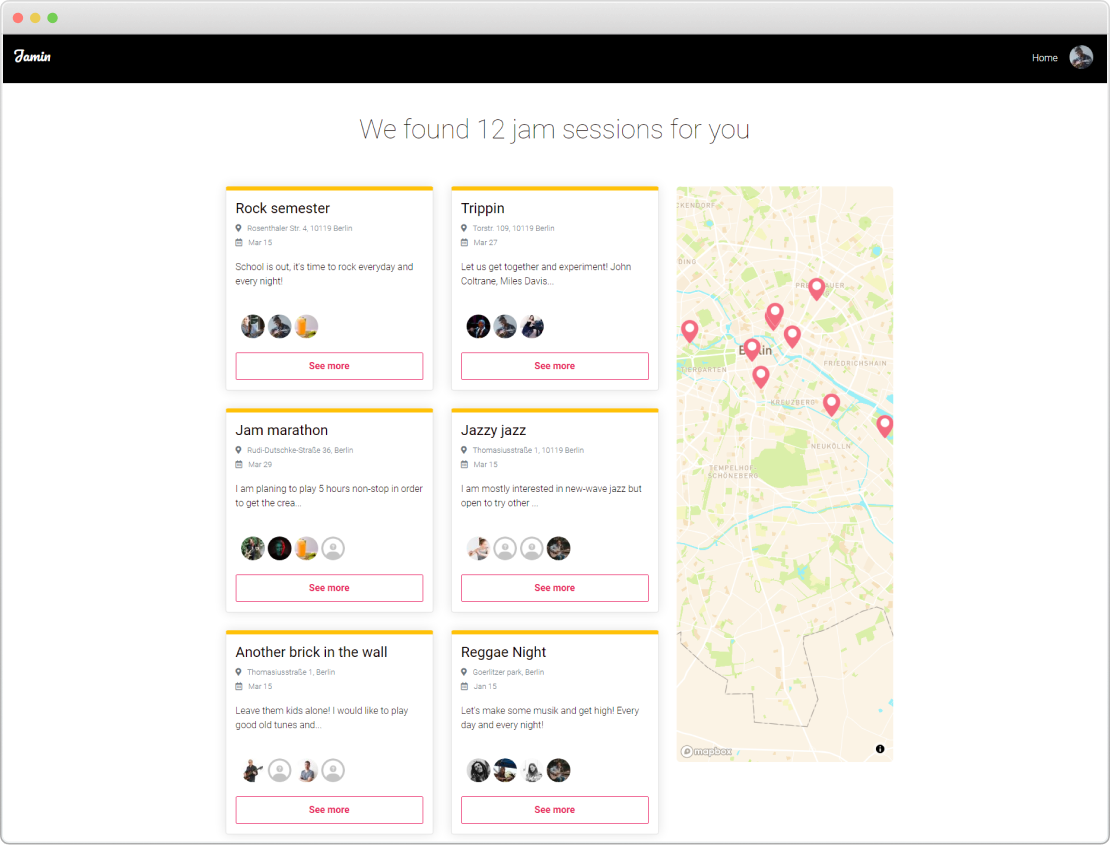 Jamin
Home
We found 12 jam sessions for you
Rock semester
Rosenthaler Str. 4, 10119 Berlin
Mar 15
School is out, it's time to rock everyday and
every night!
See more
Trippin
Torstr. 109, 10119 Berlin
Mar 27
Let us get together and experiment! John
Coltrane, Miles Davis...
See more
Jam marathon
Rudi-Dutschke-Straße 36, Berlin
Mar 29
I am planing to play 5 hours non-stop in order
to get the crea...
See more
Jazzy jazz
Thomasiusstraße 1, 10119 Berlin
Mar 15
I am mostly interested in new-wave jazz but
open to try other ...
See more
Another brick in the wall
Thomasiusstraße 1, Berlin
Mar 15
Leave them kids alone! I would like to play
good old tunes and...
See more
Reggae Night
Goerlitzer park, Berlin
Jan 15
Let's make some musik and get high! Every
day and every night!
See more
CKENDORF
DING
FRIEDRICHSHAIN
TIERGARTEN
KREUZBERG
NEUKÖLLN
TEMPELHOF
SCHÖNEBERG
mapbox